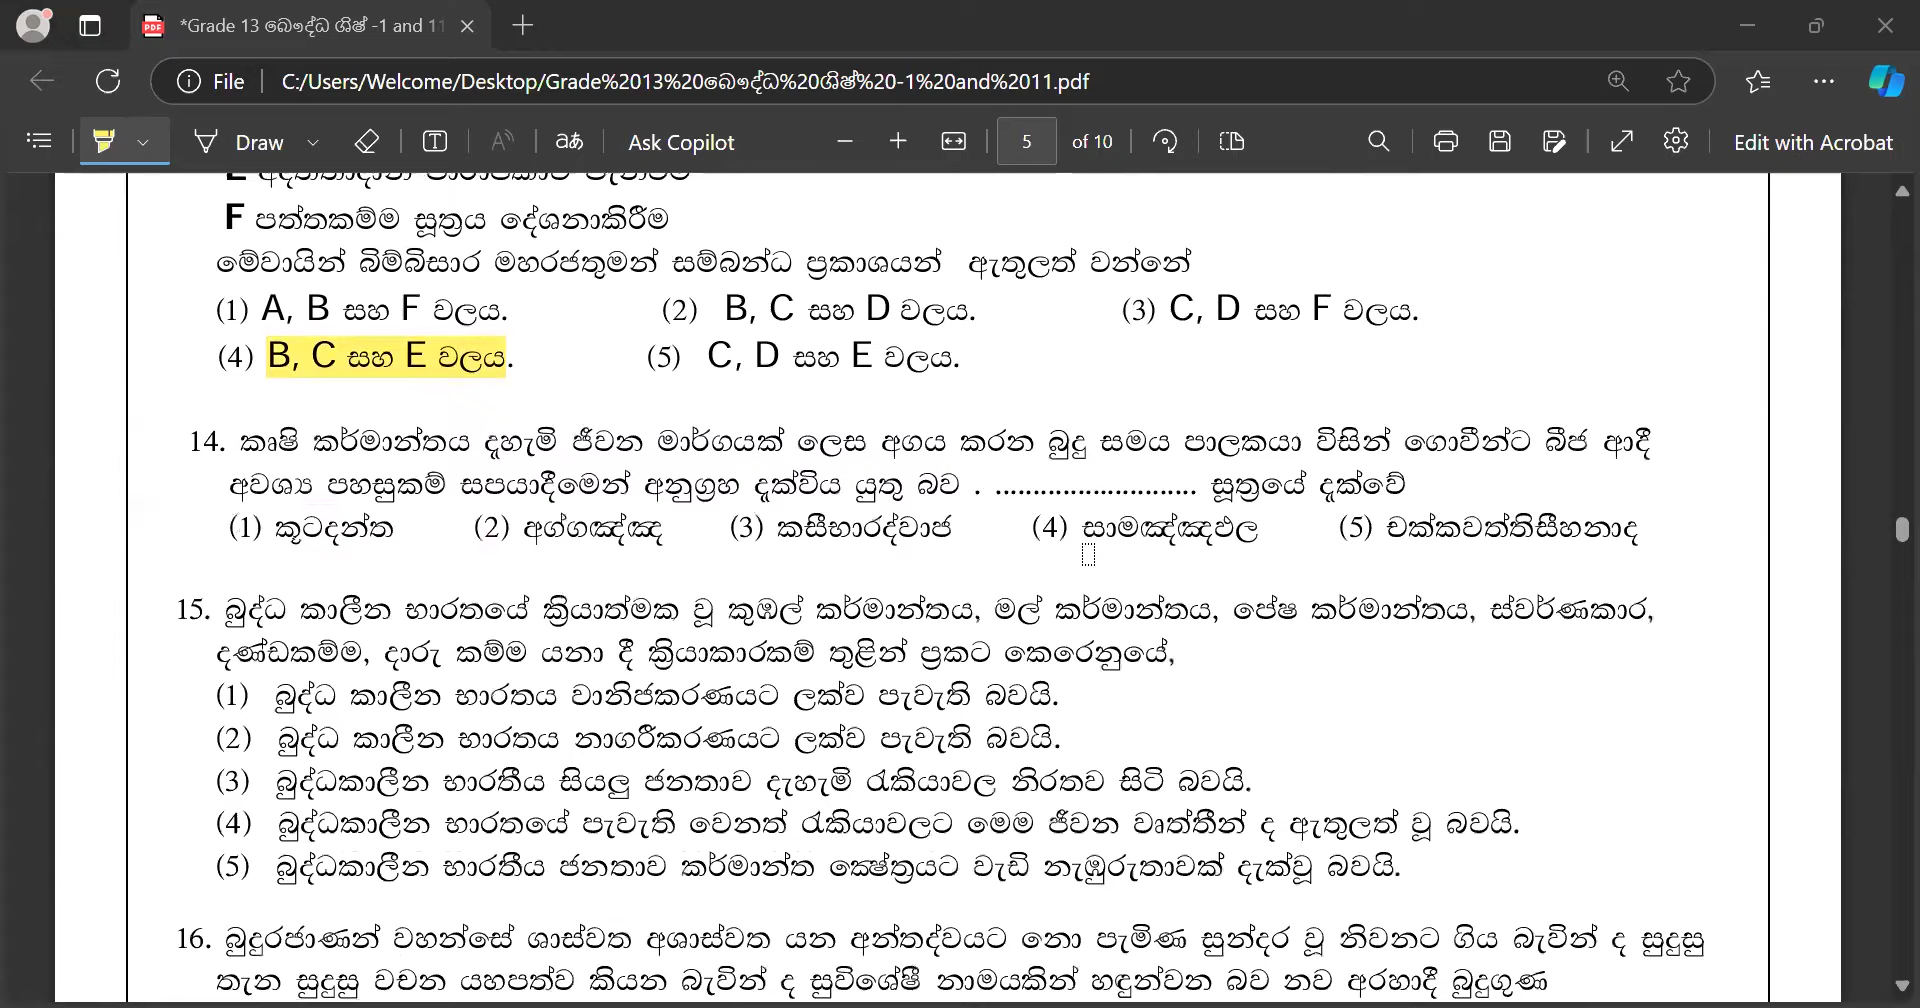 *Grade 13 බෞද්ධ ශිෂ් -1 and 11
File C:/Users/Welcome/Desktop/Grade%2013%20බෞද්ධ%20ශිෂ්%20-1%20and%2011.pdf
Draw aあ Ask Copilot 5 of 10 Edit with Acrobat
F පත්තකම්ම සූත්‍රය දේශනාකිරීම
මේවායින් බිම්බිසාර මහරජතුමන් සම්බන්ධ ප්‍රකාශයන් ඇතුලත් වන්නේ
(1) A, B සහ F වලය. (2) B, C සහ D වලය. (3) C, D සහ F වලය.
(4) B, C සහ E වලය. (5) C, D සහ E වලය.
14. කෘෂි කර්මාන්තය දැහැමි ජීවන මාර්ගයක් ලෙස අගය කරන බුදු සමය පාලකයා විසින් ගොවීන්ට බීජ ආදී
අවශ්‍ය පහසුකම් සපයාදීමෙන් අනුග්‍රහ දැක්විය යුතු බව . ........................... සූත්‍රයේ දැක්වේ
(1) කූටදන්ත (2) අග්ගඤ්ඤ (3) කසීභාරද්වාජ (4) සාමඤ්ඤඵල (5) චක්කවත්තිසීහනාද
15. බුද්ධ කාලීන භාරතයේ ක්‍රියාත්මක වූ කුඹල් කර්මාන්තය, මල් කර්මාන්තය, පේෂ කර්මාන්තය, ස්වර්ණකාර,
දණ්ඩකම්ම, දාරු කම්ම යනා දී ක්‍රියාකාරකම් තුළින් ප්‍රකට කෙරෙනුයේ,
(1) බුද්ධ කාලීන භාරතය වානිජකරණයට ලක්ව පැවැති බවයි.
(2) බුද්ධ කාලීන භාරතය නාගරීකරණයට ලක්ව පැවැති බවයි.
(3) බුද්ධකාලීන භාරතීය සියලු ජනතාව දැහැමි රැකියාවල නිරතව සිටි බවයි.
(4) බුද්ධකාලීන භාරතයේ පැවැති වෙනත් රැකියාවලට මෙම ජීවන වෘත්තීන් ද ඇතුලත් වූ බවයි.
(5) බුද්ධකාලීන භාරතීය ජනතාව කර්මාන්ත ක්ෂේත්‍රයට වැඩි නැඹුරුතාවක් දැක්වූ බවයි.
16. බුදුරජාණන් වහන්සේ ශාස්වත අශාස්වත යන අන්තද්වයට නො පැමිණ සුන්දර වූ නිවනට ගිය බැවින් ද සුදුසු
තැන සුදුසු වචන යහපත්ව කියන බැවින් ද සුවිශේෂී නාමයකින් හඳුන්වන බව නව අරහාදී බුදුගුණ